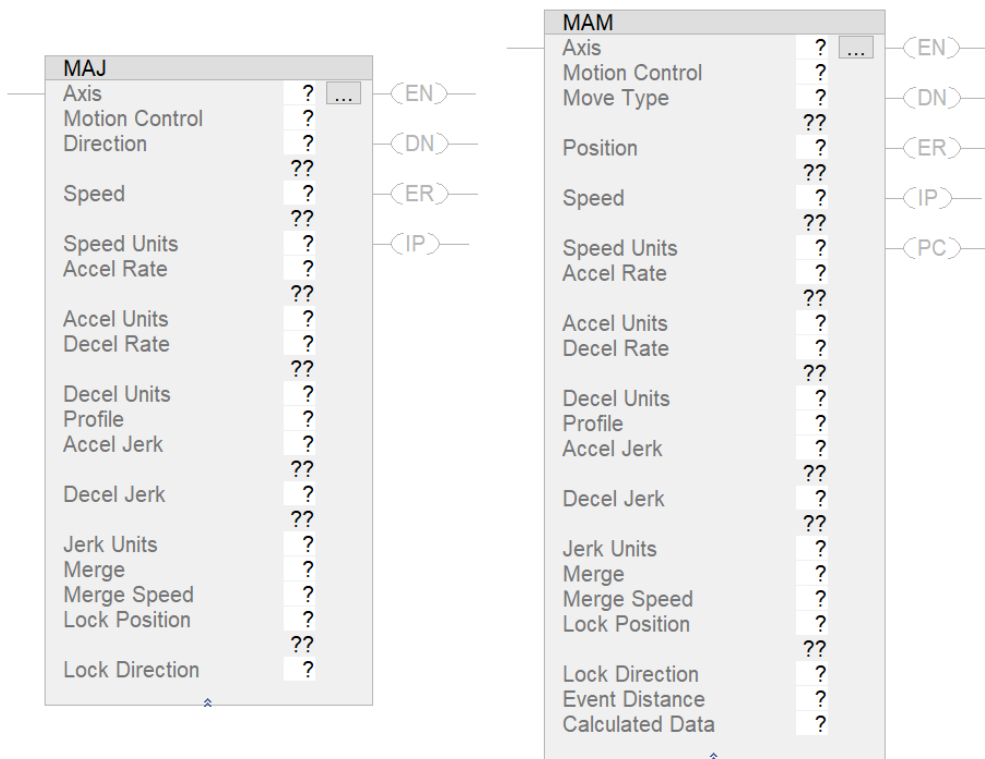 MAJ
Axis ? ... (EN)
Motion Control ?
Direction ? (DN)
??
Speed ? (ER)
??
Speed Units ? (IP)
Accel Rate ?
??
Accel Units ?
Decel Rate ?
??
Decel Units ?
Profile ?
Accel Jerk ?
??
Decel Jerk ?
??
Jerk Units ?
Merge ?
Merge Speed ?
Lock Position ?
??
Lock Direction ?
MAM
Axis ? ... (EN)
Motion Control ?
Move Type ? (DN)
??
Position ? (ER)
??
Speed ? (IP)
??
Speed Units ? (PC)
Accel Rate ?
??
Accel Units ?
Decel Rate ?
??
Decel Units ?
Profile ?
Accel Jerk ?
??
Decel Jerk ?
??
Jerk Units ?
Merge ?
Merge Speed ?
Lock Position ?
??
Lock Direction ?
Event Distance ?
Calculated Data ?